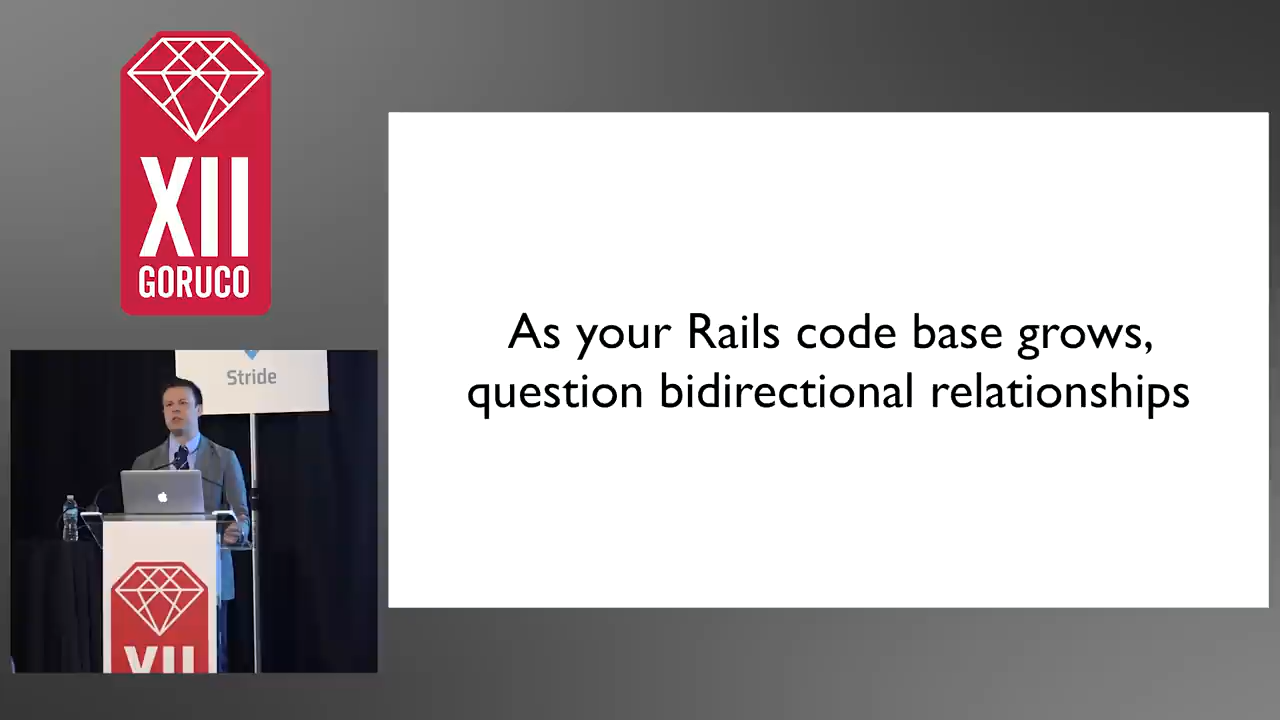 XII
GORUCO
Stride
XII
As your Rails code base grows,
question bidirectional relationships